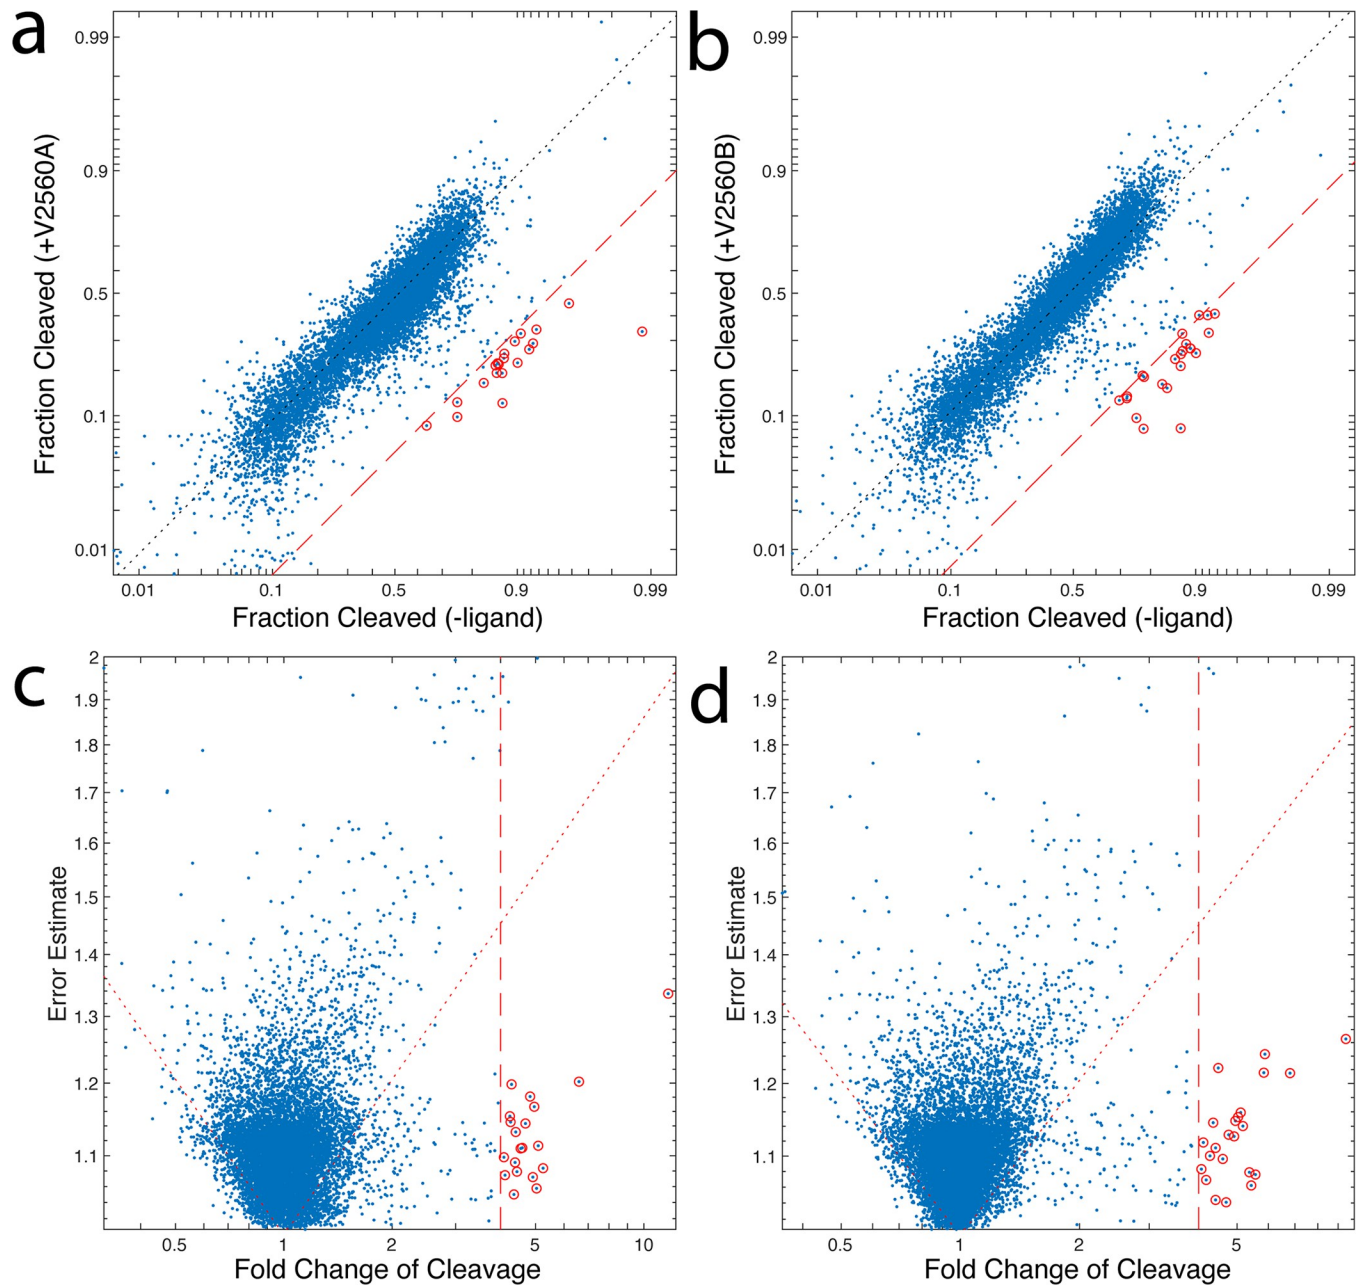 a
0.99
0.9
0.5
0.1
0.01
Fraction Cleaved (+V2560A)
0.01 0.1 0.5 0.9 0.99
Fraction Cleaved (-ligand)
b
0.99
0.9
0.5
0.1
0.01
Fraction Cleaved (+V2560B)
0.01 0.1 0.5 0.9 0.99
Fraction Cleaved (-ligand)
c
2
1.9
1.8
1.7
1.6
1.5
1.4
1.3
1.2
1.1
Error Estimate
0.5 1 2 5 10
Fold Change of Cleavage
d
2
1.9
1.8
1.7
1.6
1.5
1.4
1.3
1.2
1.1
Error Estimate
0.5 1 2 5
Fold Change of Cleavage